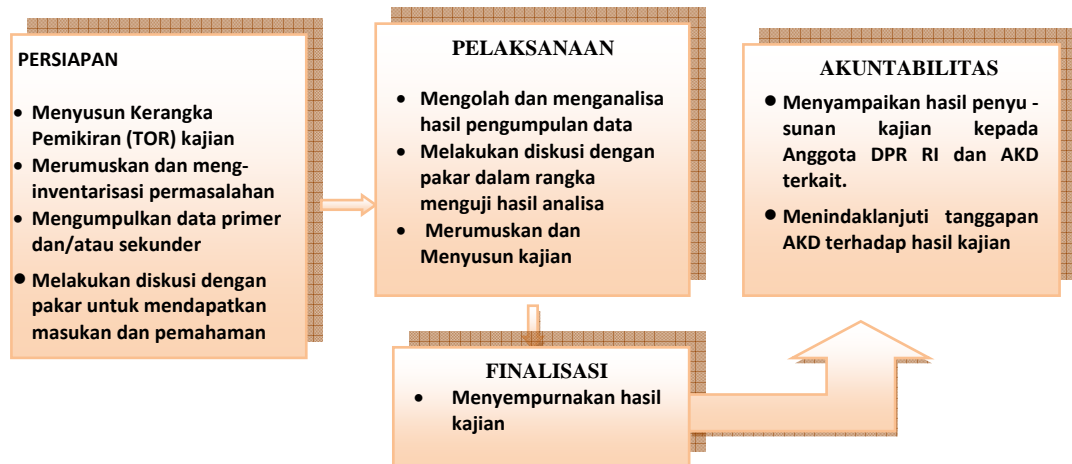 PERSIAPAN
• Menyusun Kerangka
Pemikiran (TOR) kajian
• Merumuskan dan meng-
inventarisasi permasalahan
• Mengumpulkan data primer
dan/atau sekunder
• Melakukan diskusi dengan
pakar untuk mendapatkan
masukan dan pemahaman
PELAKSANAAN
• Mengolah dan menganalisa
hasil pengumpulan data
• Melakukan diskusi dengan
pakar dalam rangka
menguji hasil analisa
• Merumuskan dan
Menyusun kajian
FINALISASI
• Menyempurnakan hasil
kajian
AKUNTABILITAS
• Menyampaikan hasil penyu -
sunan kajian kepada
Anggota DPR RI dan AKD
terkait.
• Menindaklanjuti tanggapan
AKD terhadap hasil kajian